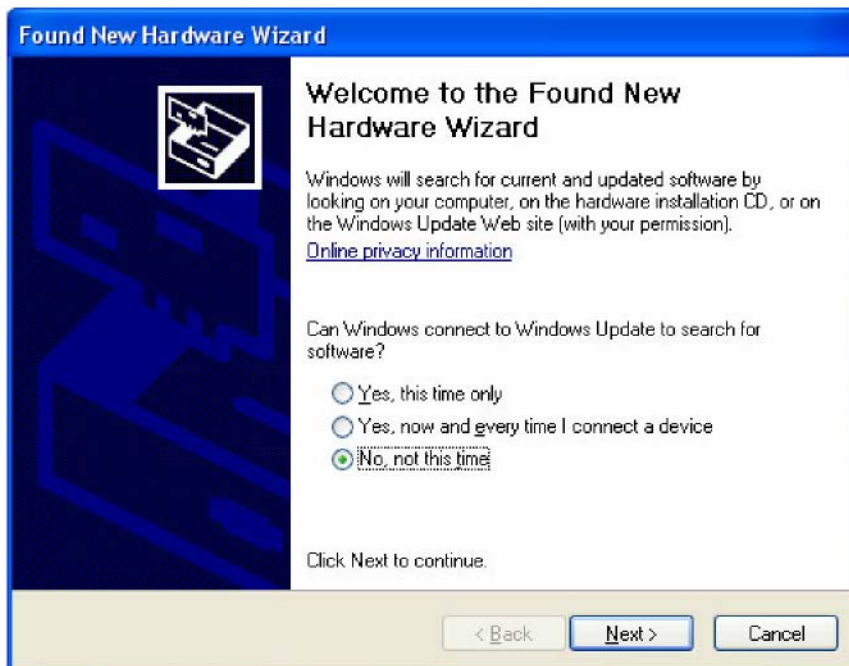 Found New Hardware Wizard
Welcome to the Found New
Hardware Wizard
Windows will search for current and updated software by
looking on your computer, on the hardware installation CD, or on
the Windows Update Web site (with your permission).
Online privacy information
Can Windows connect to Windows Update to search for
software?
Yes, this time only
Yes, now and every time I connect a device
No, not this time
Click Next to continue.
< Back
Next >
Cancel